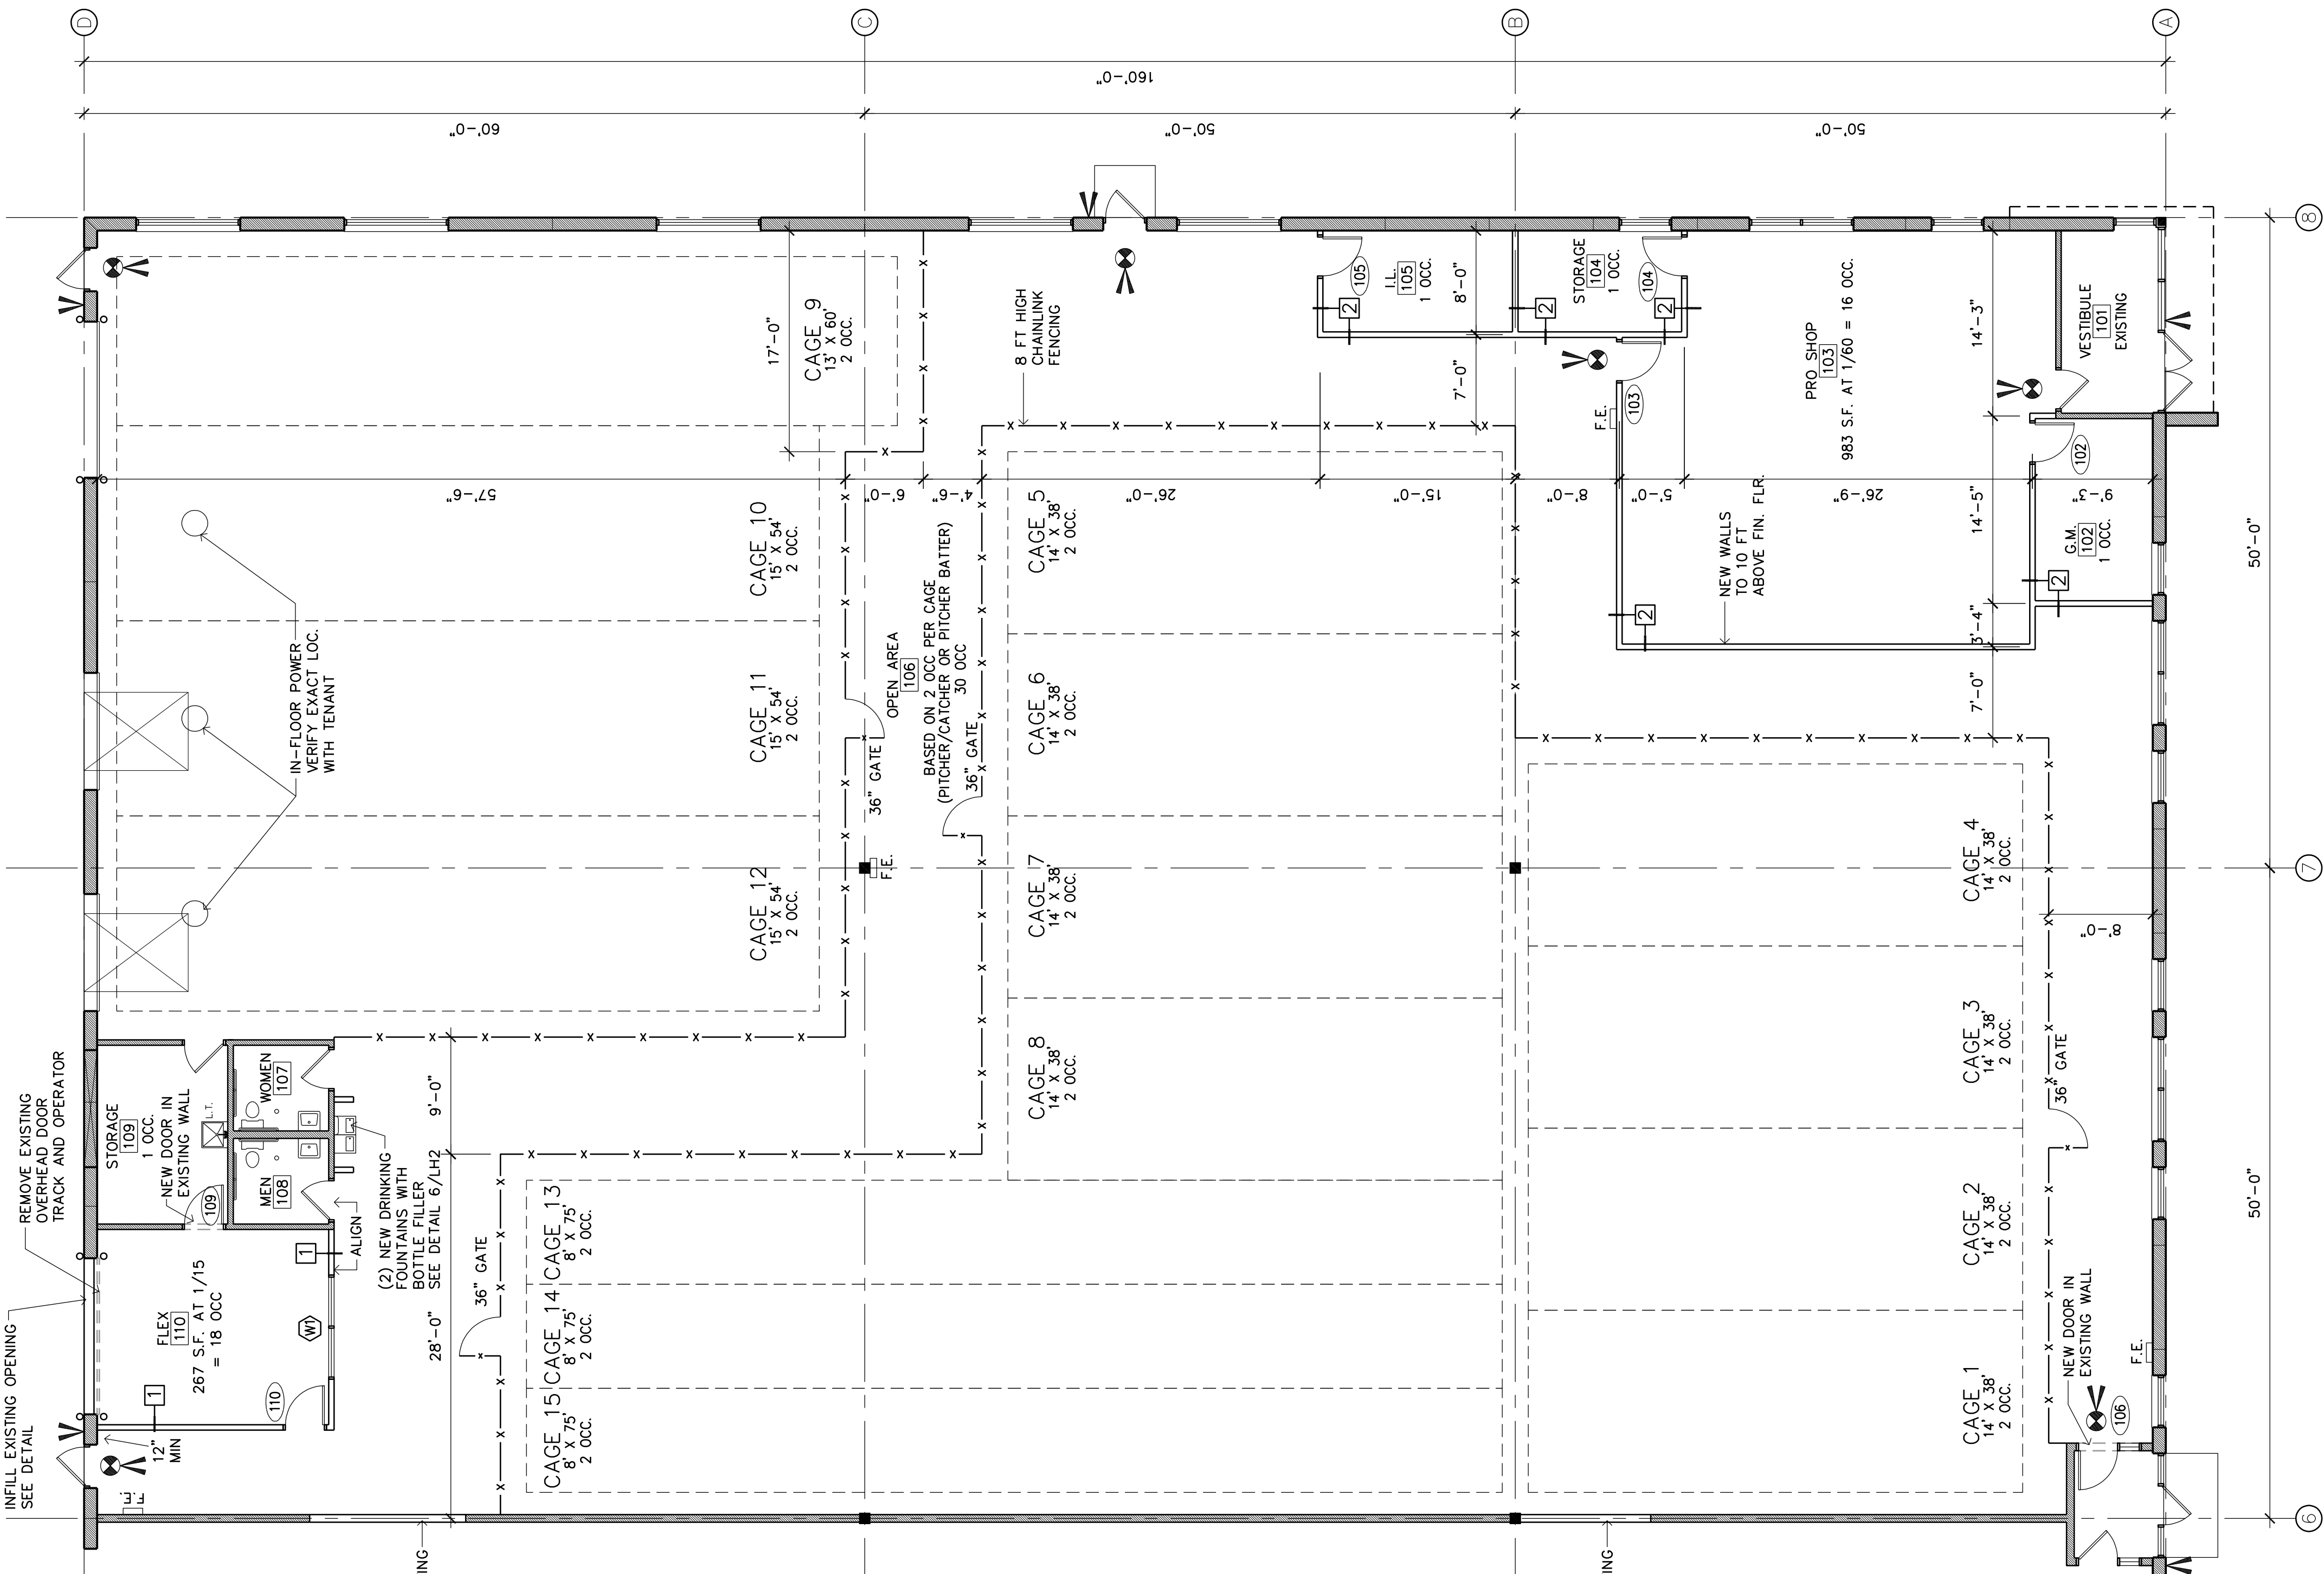 D
C
B
A
160'-0"
60'-0"
50'-0"
50'-0"
8
7
6
50'-0"
50'-0"
INFILL EXISTING OPENING
SEE DETAIL
REMOVE EXISTING
OVERHEAD DOOR
TRACK AND OPERATOR
IN-FLOOR POWER
VERIFY EXACT LOC.
WITH TENANT
17'-0"
CAGE 9
13' X 60'
2 OCC.
57'-6"
6'-0"
4'-6"
26'-0"
15'-0"
8'-0"
5'-0"
26'-9"
9'-3"
CAGE 10
15' X 54'
2 OCC.
CAGE 11
15' X 54'
2 OCC.
CAGE 12
15' X 54'
2 OCC.
8 FT HIGH
CHAINLINK
FENCING
36" GATE
F.E.
OPEN AREA
106
BASED ON 2 OCC PER CAGE
(PITCHER/CATCHER OR PITCHER BATTER)
30 OCC
36" GATE
CAGE 5
14' X 38'
2 OCC.
CAGE 6
14' X 38'
2 OCC.
CAGE 7
14' X 38'
2 OCC.
CAGE 8
14' X 38'
2 OCC.
105
I.L.
105
1 OCC.
8'-0"
7'-0"
2
2
2
STORAGE
104
1 OCC.
104
F.E.
103
PRO SHOP
103
983 S.F. AT 1/60 = 16 OCC.
NEW WALLS
TO 10 FT
ABOVE FIN. FLR.
2
14'-3"
14'-5"
3'-4"
7'-0"
VESTIBULE
101
EXISTING
102
G.M.
102
1 OCC.
2
STORAGE
109
1 OCC.
NEW DOOR IN
EXISTING WALL
109
L.T.
WOMEN
107
MEN
108
ALIGN
(2) NEW DRINKING
FOUNTAINS WITH
BOTTLE FILLER
SEE DETAIL 6/LH2
9'-0"
28'-0"
1
FLEX
110
267 S.F. AT 1/15
= 18 OCC
W1
1
110
12"
MIN
F.E.
36" GATE
CAGE 13
8' X 75'
2 OCC.
CAGE 14
8' X 75'
2 OCC.
CAGE 15
8' X 75'
2 OCC.
CAGE 4
14' X 38'
2 OCC.
CAGE 3
14' X 38'
2 OCC.
CAGE 2
14' X 38'
2 OCC.
CAGE 1
14' X 38'
2 OCC.
8'-0"
36" GATE
NEW DOOR IN
EXISTING WALL
F.E.
106
ING
ING